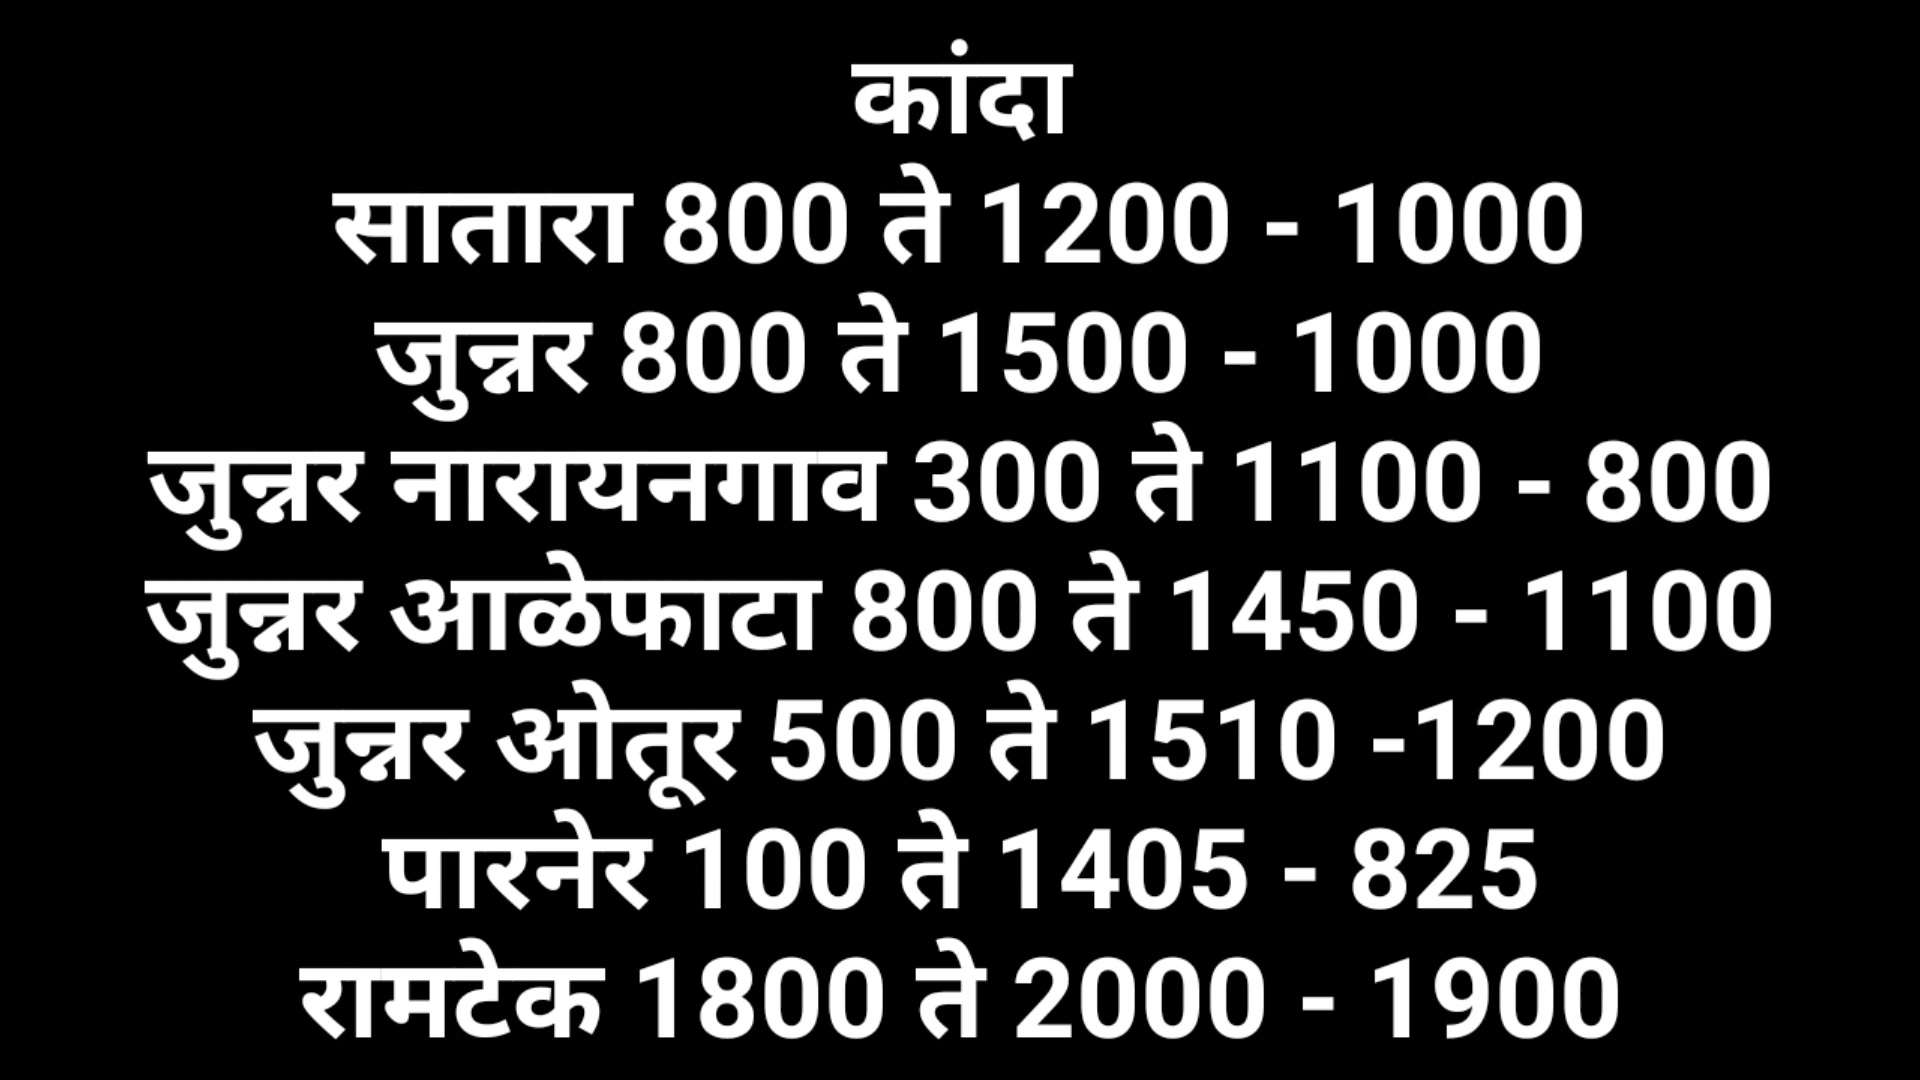 कांदा
सातारा 800 ते 1200 - 1000
जुन्नर 800 ते 1500 - 1000
जुन्नर नारायनगाव 300 ते 1100 - 800
जुन्नर आळेफाटा 800 ते 1450 - 1100
जुन्नर ओतूर 500 ते 1510 -1200
पारनेर 100 ते 1405 - 825
रामटेक 1800 ते 2000 - 1900